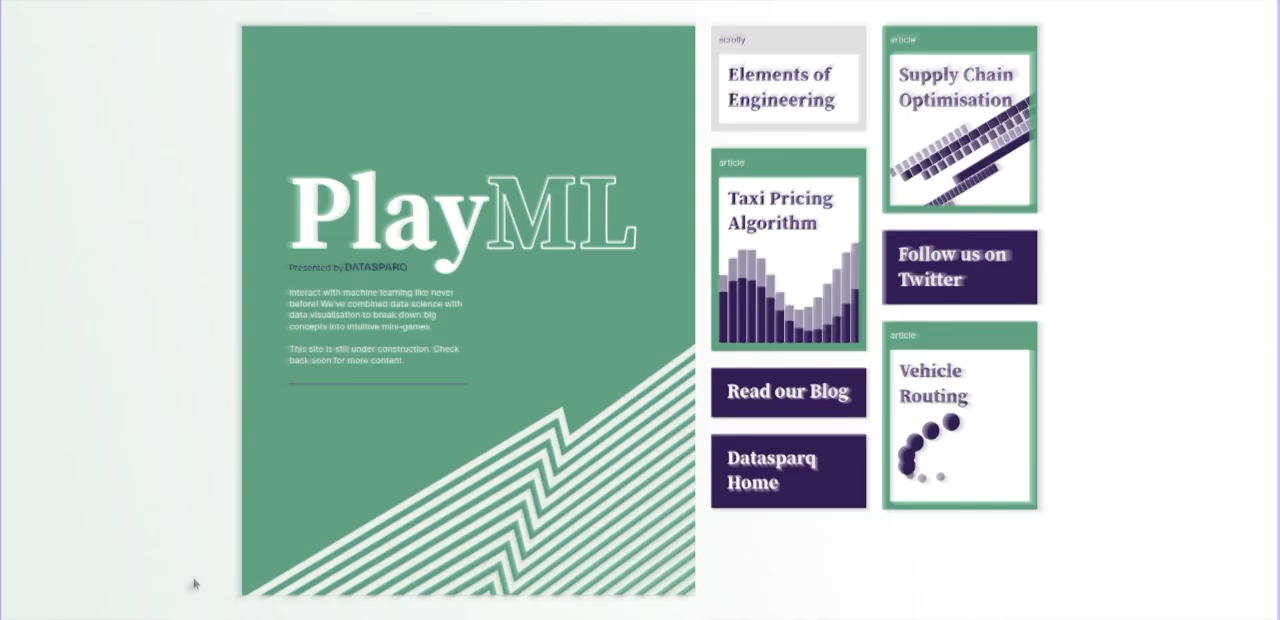 PlayML
Presented by DATASPARQ
Interact with machine learning like never
before! We've combined data science with
data visualisation to break down big
concepts into intuitive mini-games.
This site is still under construction. Check
back soon for more content.
scrolly
Elements of
Engineering
article
Taxi Pricing
Algorithm
Read our Blog
Datasparq
Home
article
Supply Chain
Optimisation
Follow us on
Twitter
article
Vehicle
Routing